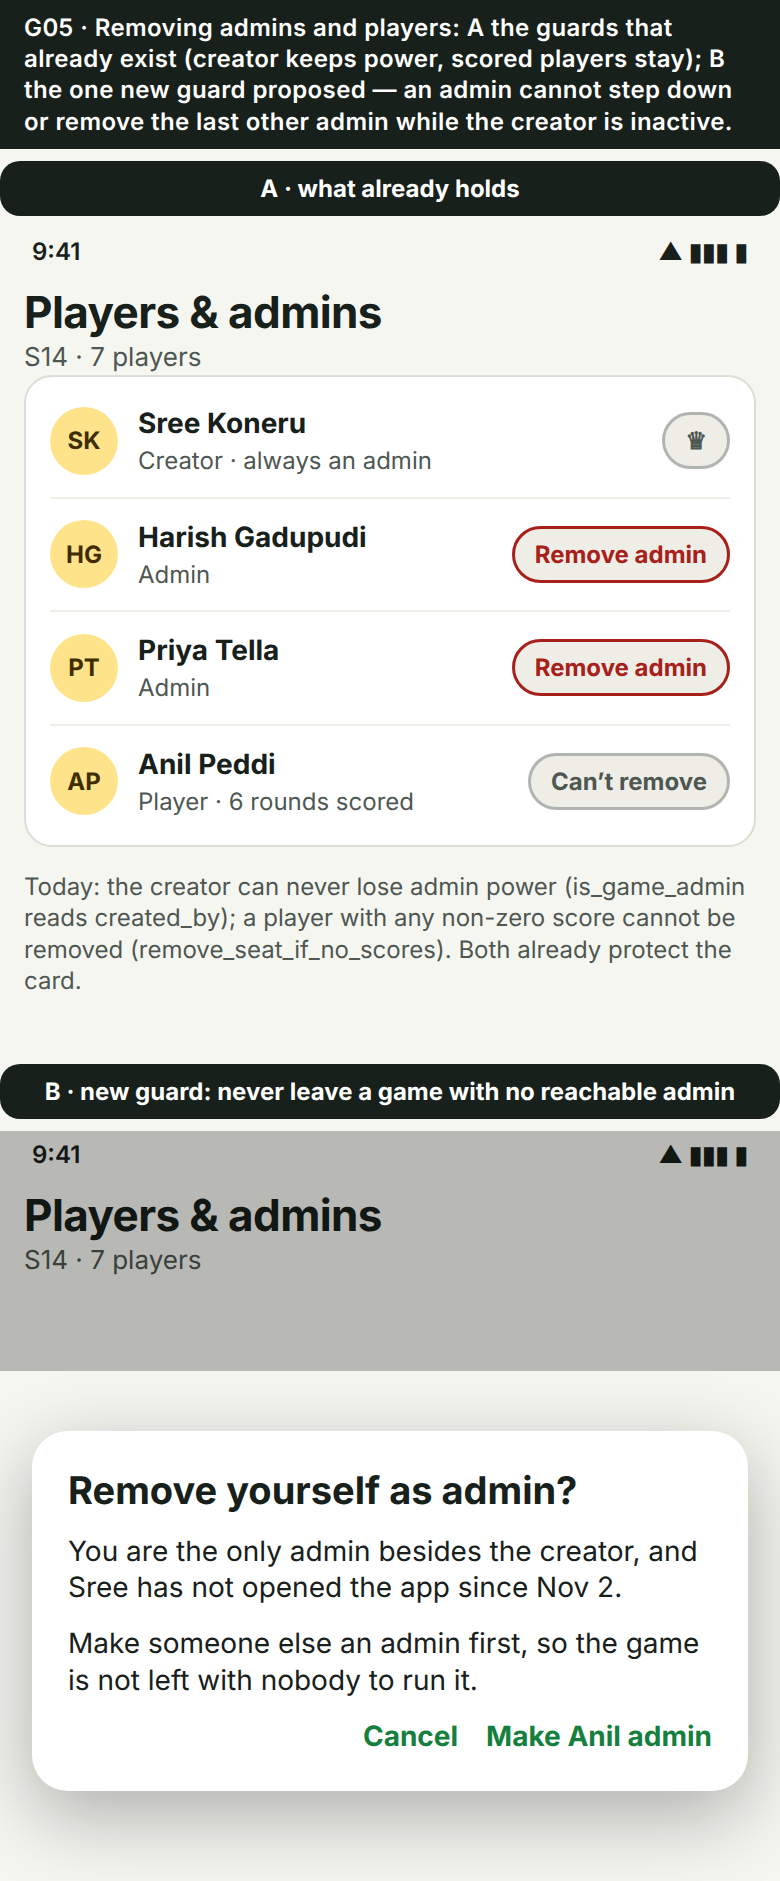 G05 · Removing admins and players: A the guards that
already exist (creator keeps power, scored players stay); B
the one new guard proposed — an admin cannot step down
or remove the last other admin while the creator is inactive.
A · what already holds
9:41
Players & admins
S14 · 7 players
SK
Sree Koneru
Creator · always an admin
♛
HG
Harish Gadupudi
Admin
Remove admin
PT
Priya Tella
Admin
Remove admin
AP
Anil Peddi
Player · 6 rounds scored
Can’t remove
Today: the creator can never lose admin power (is_game_admin
reads created_by); a player with any non-zero score cannot be
removed (remove_seat_if_no_scores). Both already protect the
card.
B · new guard: never leave a game with no reachable admin
9:41
Players & admins
S14 · 7 players
Remove yourself as admin?
You are the only admin besides the creator, and
Sree has not opened the app since Nov 2.
Make someone else an admin first, so the game
is not left with nobody to run it.
Cancel Make Anil admin